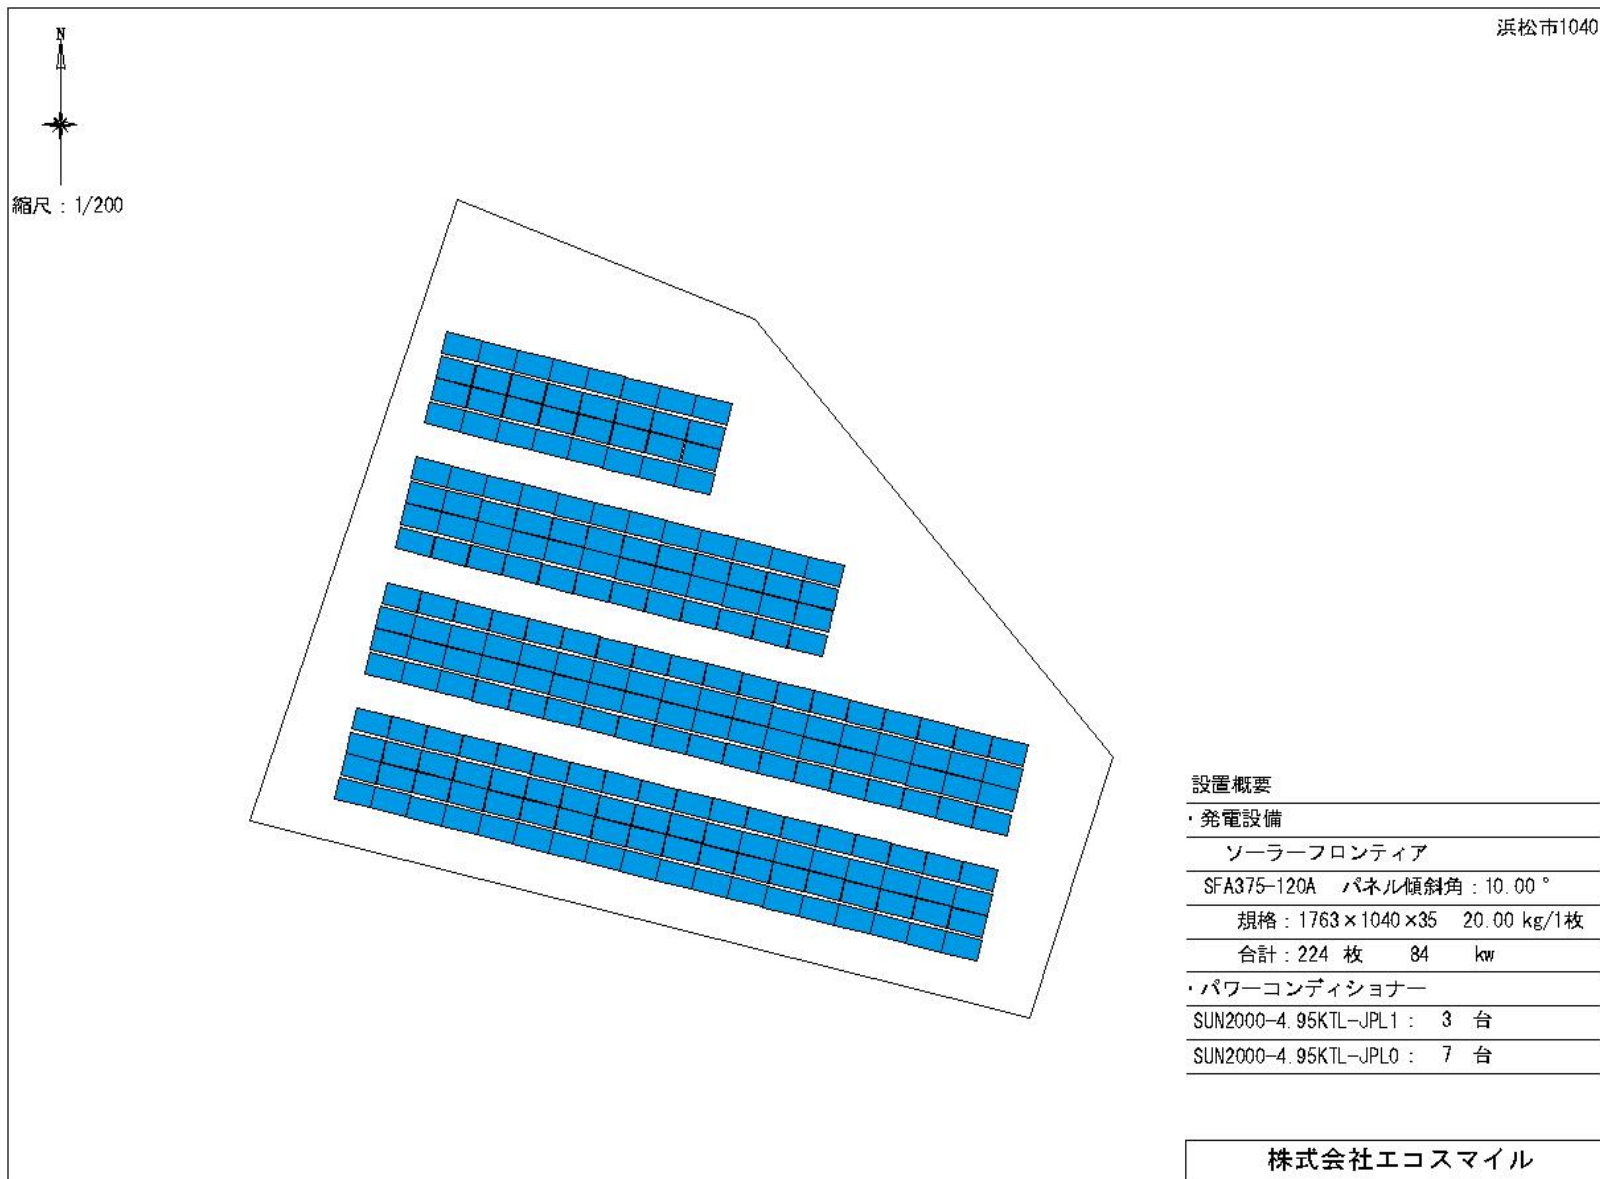 浜松市1040
N
縮尺：1/200
設置概要
・発電設備
ソーラーフロンティア
SFA375-120A パネル傾斜角：10.00°
規格：1763×1040×35 20.00 kg/1枚
合計：224 枚 84 kw
・パワーコンディショナー
SUN2000-4.95KTL-JPL1： 3 台
SUN2000-4.95KTL-JPL0： 7 台
株式会社エコスマイル